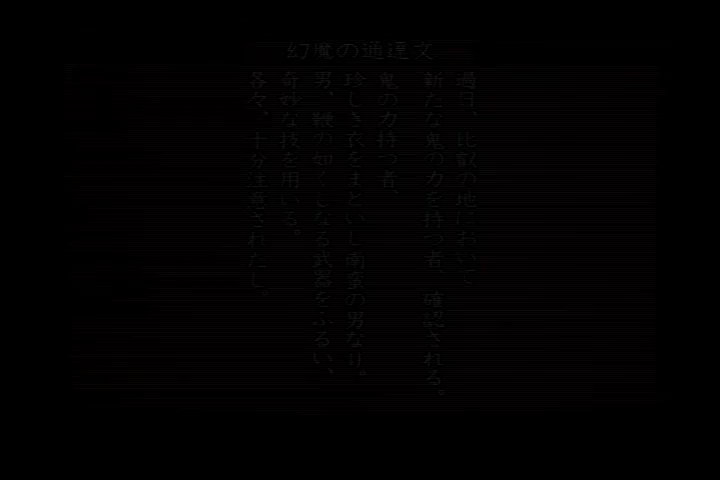 幻魔の通達文
過日、比叡の地において
新たな鬼の力を持つ者、確認される。
鬼の力持つ者、
珍しき衣をまといし南蛮の男なり。
男、鞭の如くしなる武器をふるい、
奇妙な技を用いる。
各々、十分注意されたし。